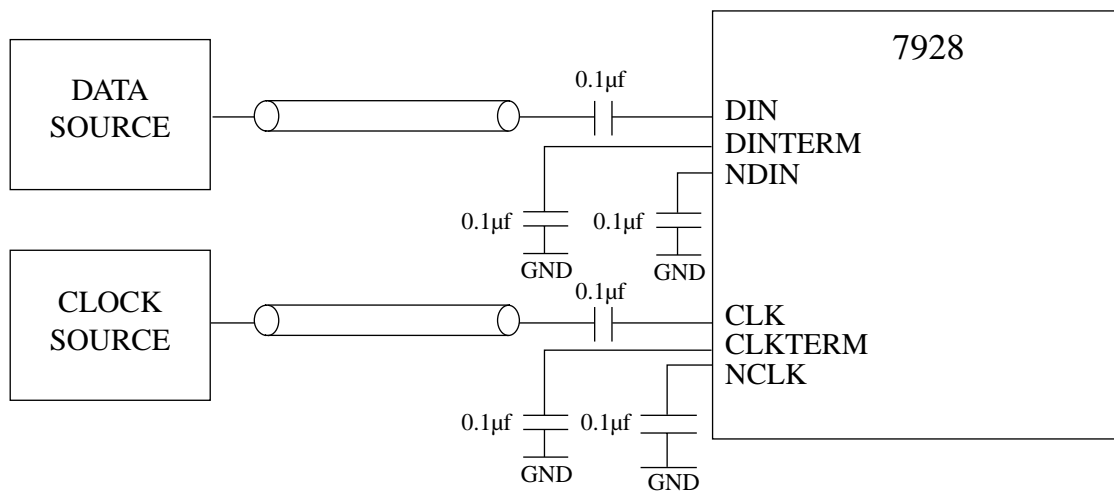 7928
DATA
SOURCE
0.1µf
DIN
DINTERM
NDIN
0.1µf
0.1µf
GND
GND
CLOCK
SOURCE
0.1µf
CLK
CLKTERM
NCLK
0.1µf
0.1µf
GND
GND